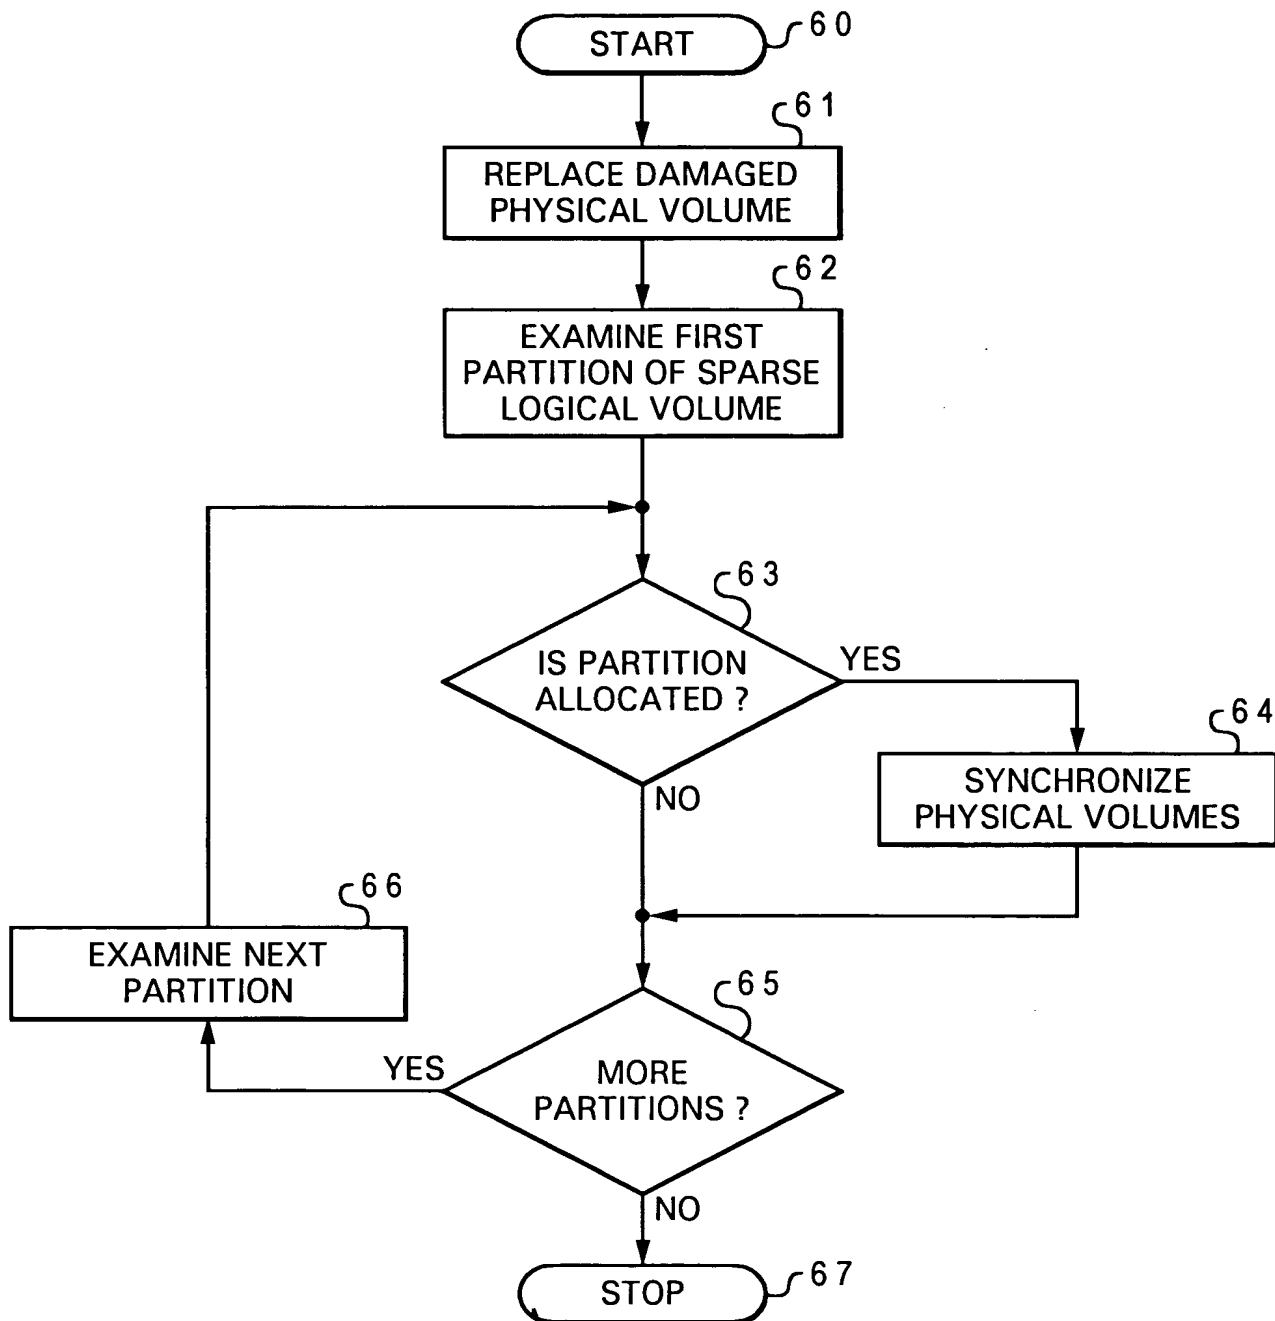 START
60
61
REPLACE DAMAGED
PHYSICAL VOLUME
62
EXAMINE FIRST
PARTITION OF SPARSE
LOGICAL VOLUME
63
IS PARTITION
ALLOCATED ?
YES
NO
64
SYNCHRONIZE
PHYSICAL VOLUMES
66
EXAMINE NEXT
PARTITION
65
MORE
PARTITIONS ?
YES
NO
STOP
67